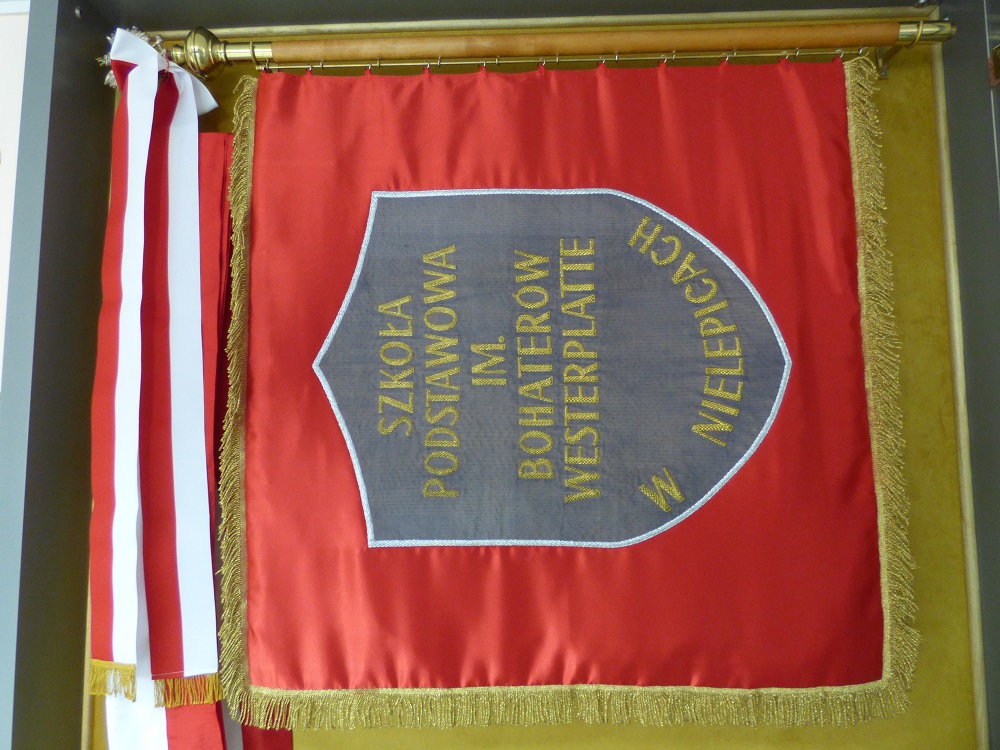 SZKOŁA
PODSTAWOWA
IM.
BOHATERÓW
WESTERPLATTE
W NIELEPICACH